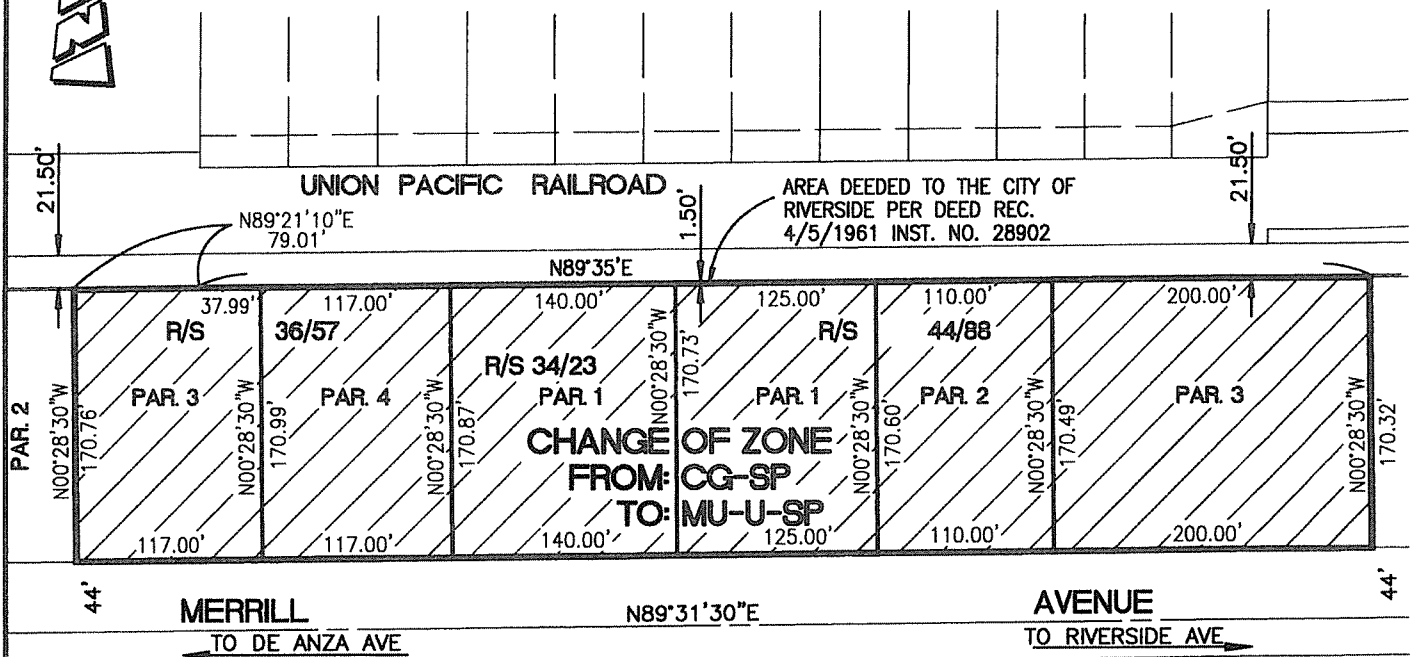 UNION PACIFIC RAILROAD
21.50'
N89°21'10"E
79.01'
1.50'
AREA DEEDED TO THE CITY OF
RIVERSIDE PER DEED REC.
4/5/1961 INST. NO. 28902
21.50'
N89°35'E
37.99'
117.00'
140.00'
125.00'
110.00'
200.00'
R/S
36/57
R/S 34/23
R/S
44/88
PAR. 2
N00°28'30"W
170.76'
PAR. 3
N00°28'30"W
170.99'
PAR. 4
N00°28'30"W
170.87'
PAR. 1
N00°28'30"W
170.73'
PAR. 1
N00°28'30"W
170.60'
PAR. 2
N00°28'30"W
170.49'
PAR. 3
N00°28'30"W
170.32'
CHANGE OF ZONE
FROM: CG-SP
TO: MU-U-SP
117.00'
117.00'
140.00'
125.00'
110.00'
200.00'
44'
MERRILL
N89°31'30"E
AVENUE
44'
TO DE ANZA AVE
TO RIVERSIDE AVE